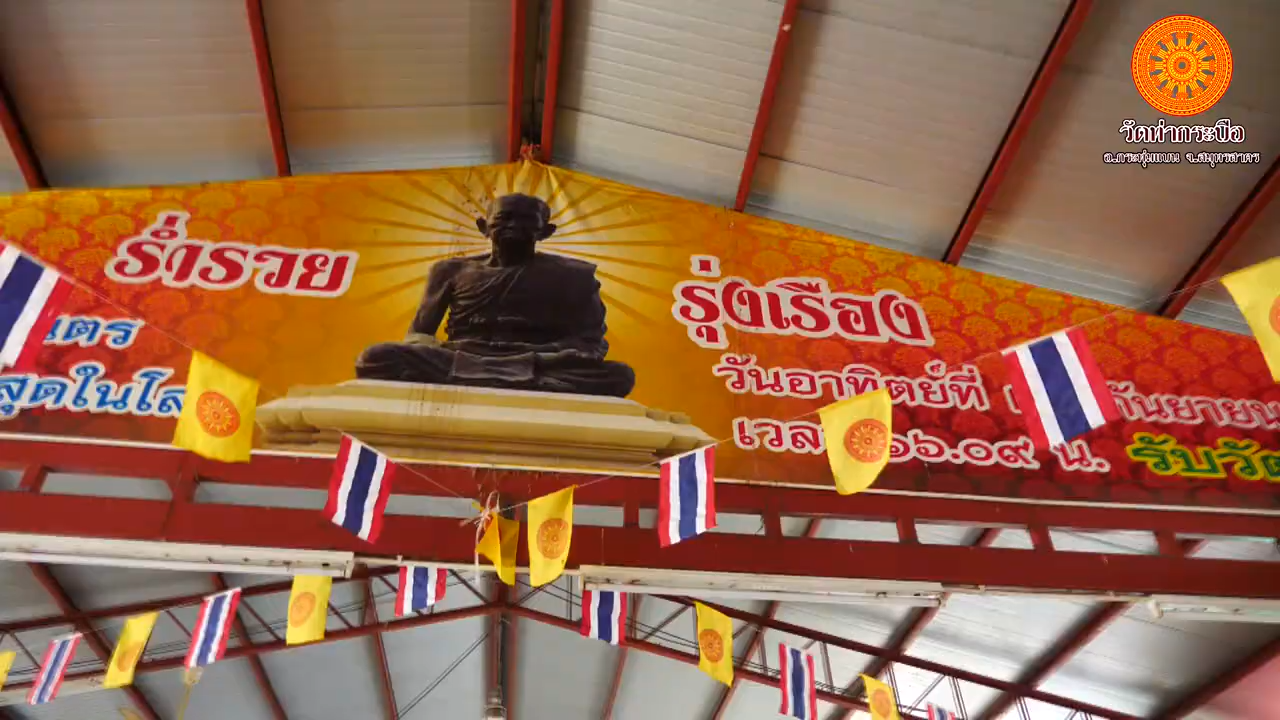 วัดท่ากระบือ
อ.กระทุ่มแบน จ.สมุทรสาคร
ร่ำรวย
รุ่งเรือง
วันอาทิตย์ที่ กันยายน
เวลา ๑๖.๐๙ น.
รับวัต
เตร
สุดในโล